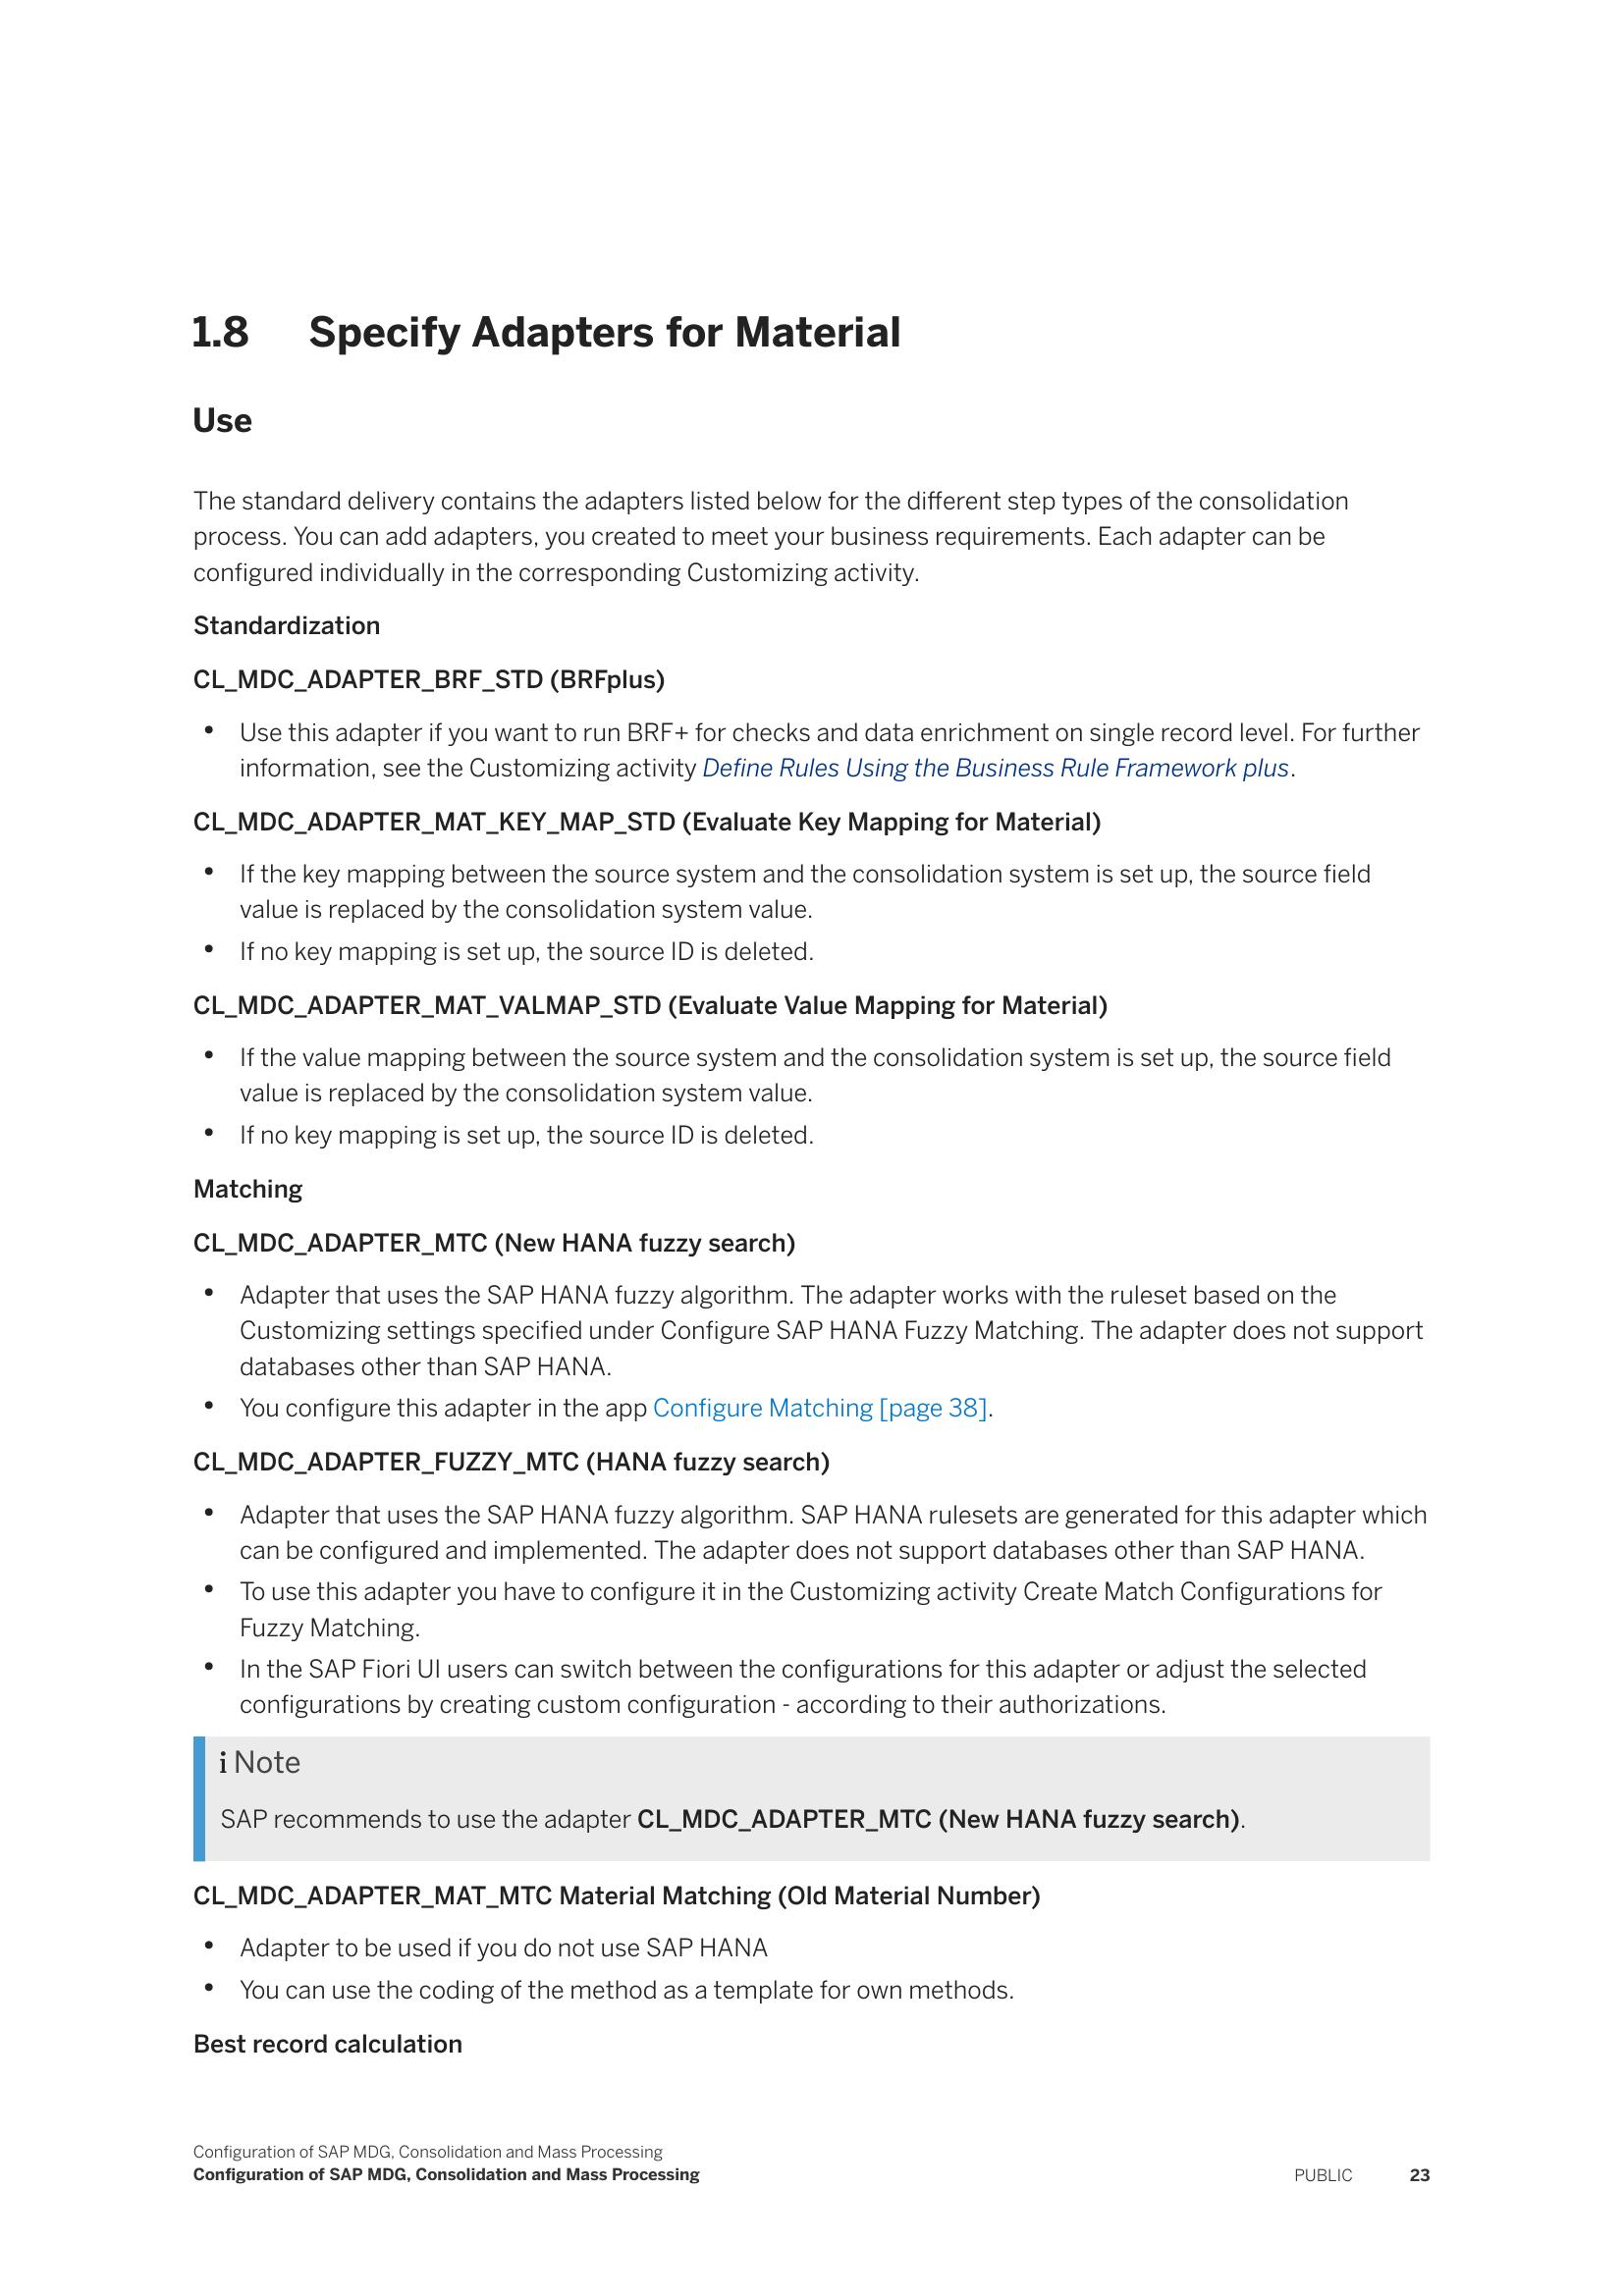 1.8 Specify Adapters for Material
Use
The standard delivery contains the adapters listed below for the different step types of the consolidation
process. You can add adapters, you created to meet your business requirements. Each adapter can be
configured individually in the corresponding Customizing activity.
Standardization
CL_MDC_ADAPTER_BRF_STD (BRFplus)
• Use this adapter if you want to run BRF+ for checks and data enrichment on single record level. For further
information, see the Customizing activity Define Rules Using the Business Rule Framework plus.
CL_MDC_ADAPTER_MAT_KEY_MAP_STD (Evaluate Key Mapping for Material)
• If the key mapping between the source system and the consolidation system is set up, the source field
value is replaced by the consolidation system value.
• If no key mapping is set up, the source ID is deleted.
CL_MDC_ADAPTER_MAT_VALMAP_STD (Evaluate Value Mapping for Material)
• If the value mapping between the source system and the consolidation system is set up, the source field
value is replaced by the consolidation system value.
• If no key mapping is set up, the source ID is deleted.
Matching
CL_MDC_ADAPTER_MTC (New HANA fuzzy search)
• Adapter that uses the SAP HANA fuzzy algorithm. The adapter works with the ruleset based on the
Customizing settings specified under Configure SAP HANA Fuzzy Matching. The adapter does not support
databases other than SAP HANA.
• You configure this adapter in the app Configure Matching [page 38].
CL_MDC_ADAPTER_FUZZY_MTC (HANA fuzzy search)
• Adapter that uses the SAP HANA fuzzy algorithm. SAP HANA rulesets are generated for this adapter which
can be configured and implemented. The adapter does not support databases other than SAP HANA.
• To use this adapter you have to configure it in the Customizing activity Create Match Configurations for
Fuzzy Matching.
• In the SAP Fiori UI users can switch between the configurations for this adapter or adjust the selected
configurations by creating custom configuration - according to their authorizations.
i Note
SAP recommends to use the adapter CL_MDC_ADAPTER_MTC (New HANA fuzzy search).
CL_MDC_ADAPTER_MAT_MTC Material Matching (Old Material Number)
• Adapter to be used if you do not use SAP HANA
• You can use the coding of the method as a template for own methods.
Best record calculation
Configuration of SAP MDG, Consolidation and Mass Processing
Configuration of SAP MDG, Consolidation and Mass Processing PUBLIC 23